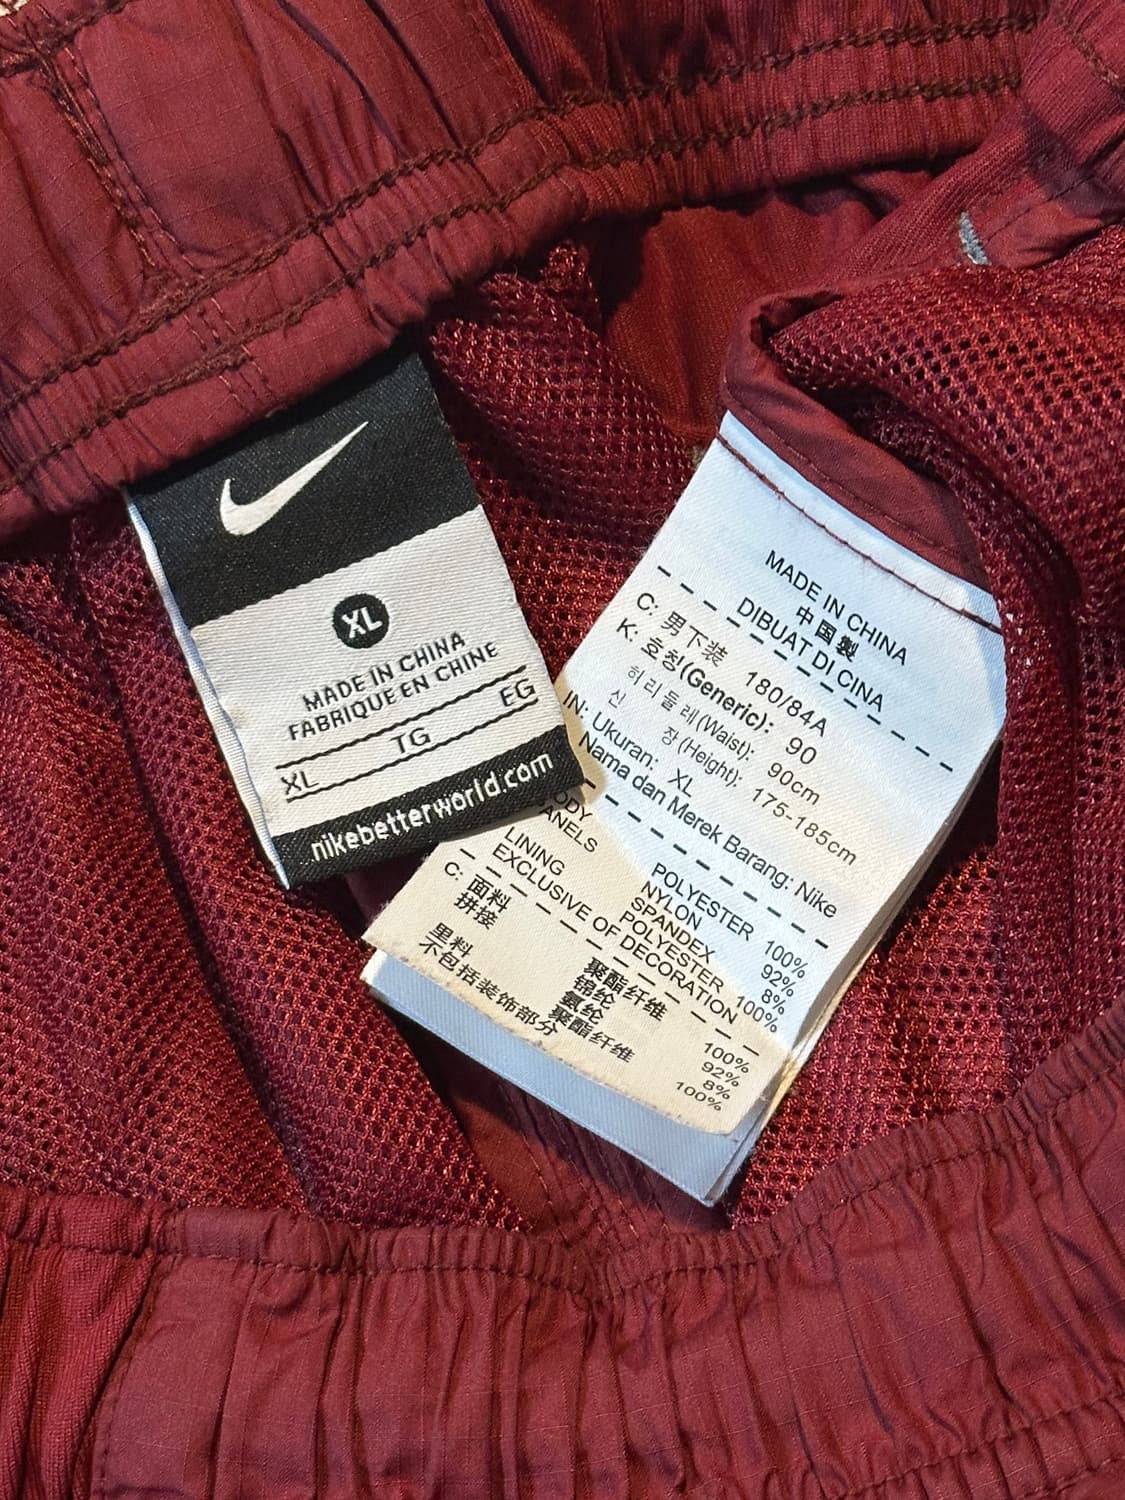 XL
MADE IN CHINA
FABRIQUE EN CHINE
EG
TG
XL
nikebetterworld.com
MADE IN CHINA
中国製
DIBUAT DI CINA
C: 男下装 180/84A
K: 호칭(Generic): 90
허리둘레(Waist): 90cm
신 장(Height): 175-185cm
IN: Ukuran: XL
Nama dan Merek Barang: Nike
POLYESTER 100%
NYLON 92%
SPANDEX 8%
LINING POLYESTER 100%
EXCLUSIVE OF DECORATION
C: 面料 聚酯纤维 100%
拼接 锦纶 92%
氨纶 8%
里料 聚酯纤维 100%
不包括装饰部分